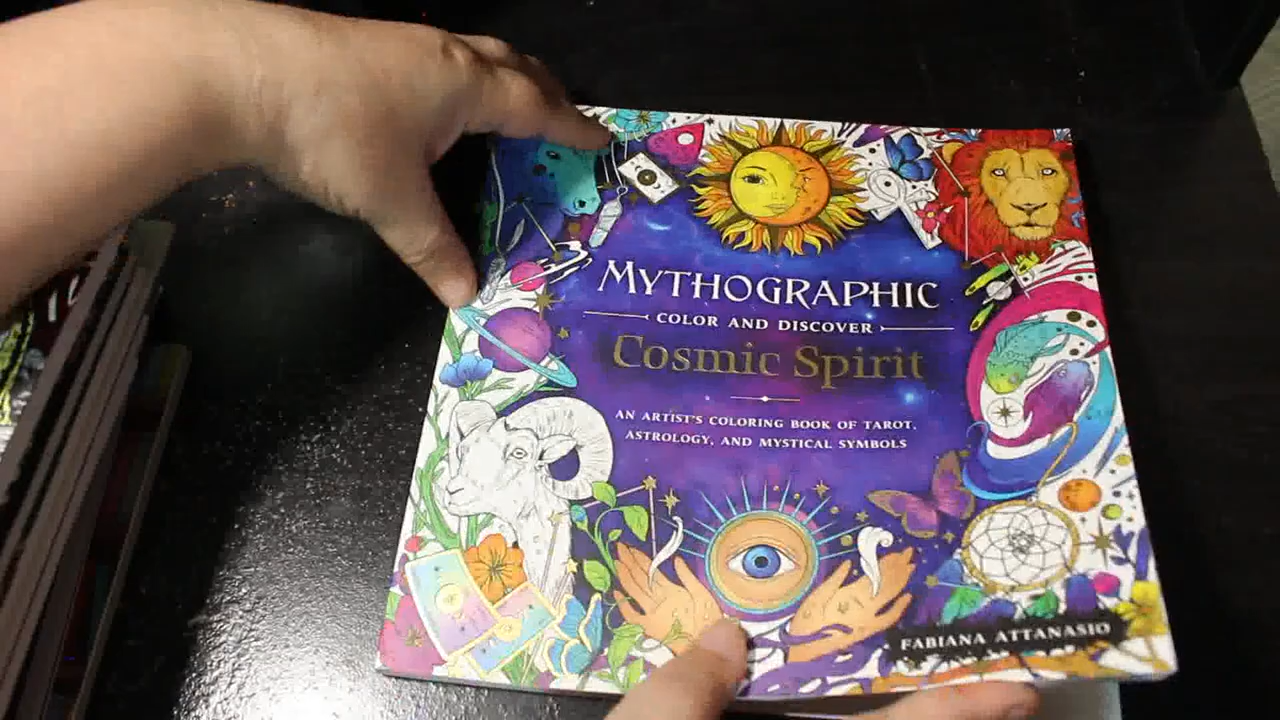 MYTHOGRAPHIC
COLOR AND DISCOVER
Cosmic Spirit
AN ARTIST'S COLORING BOOK OF TAROT,
ASTROLOGY, AND MYSTICAL SYMBOLS
FABIANA ATTANASIO